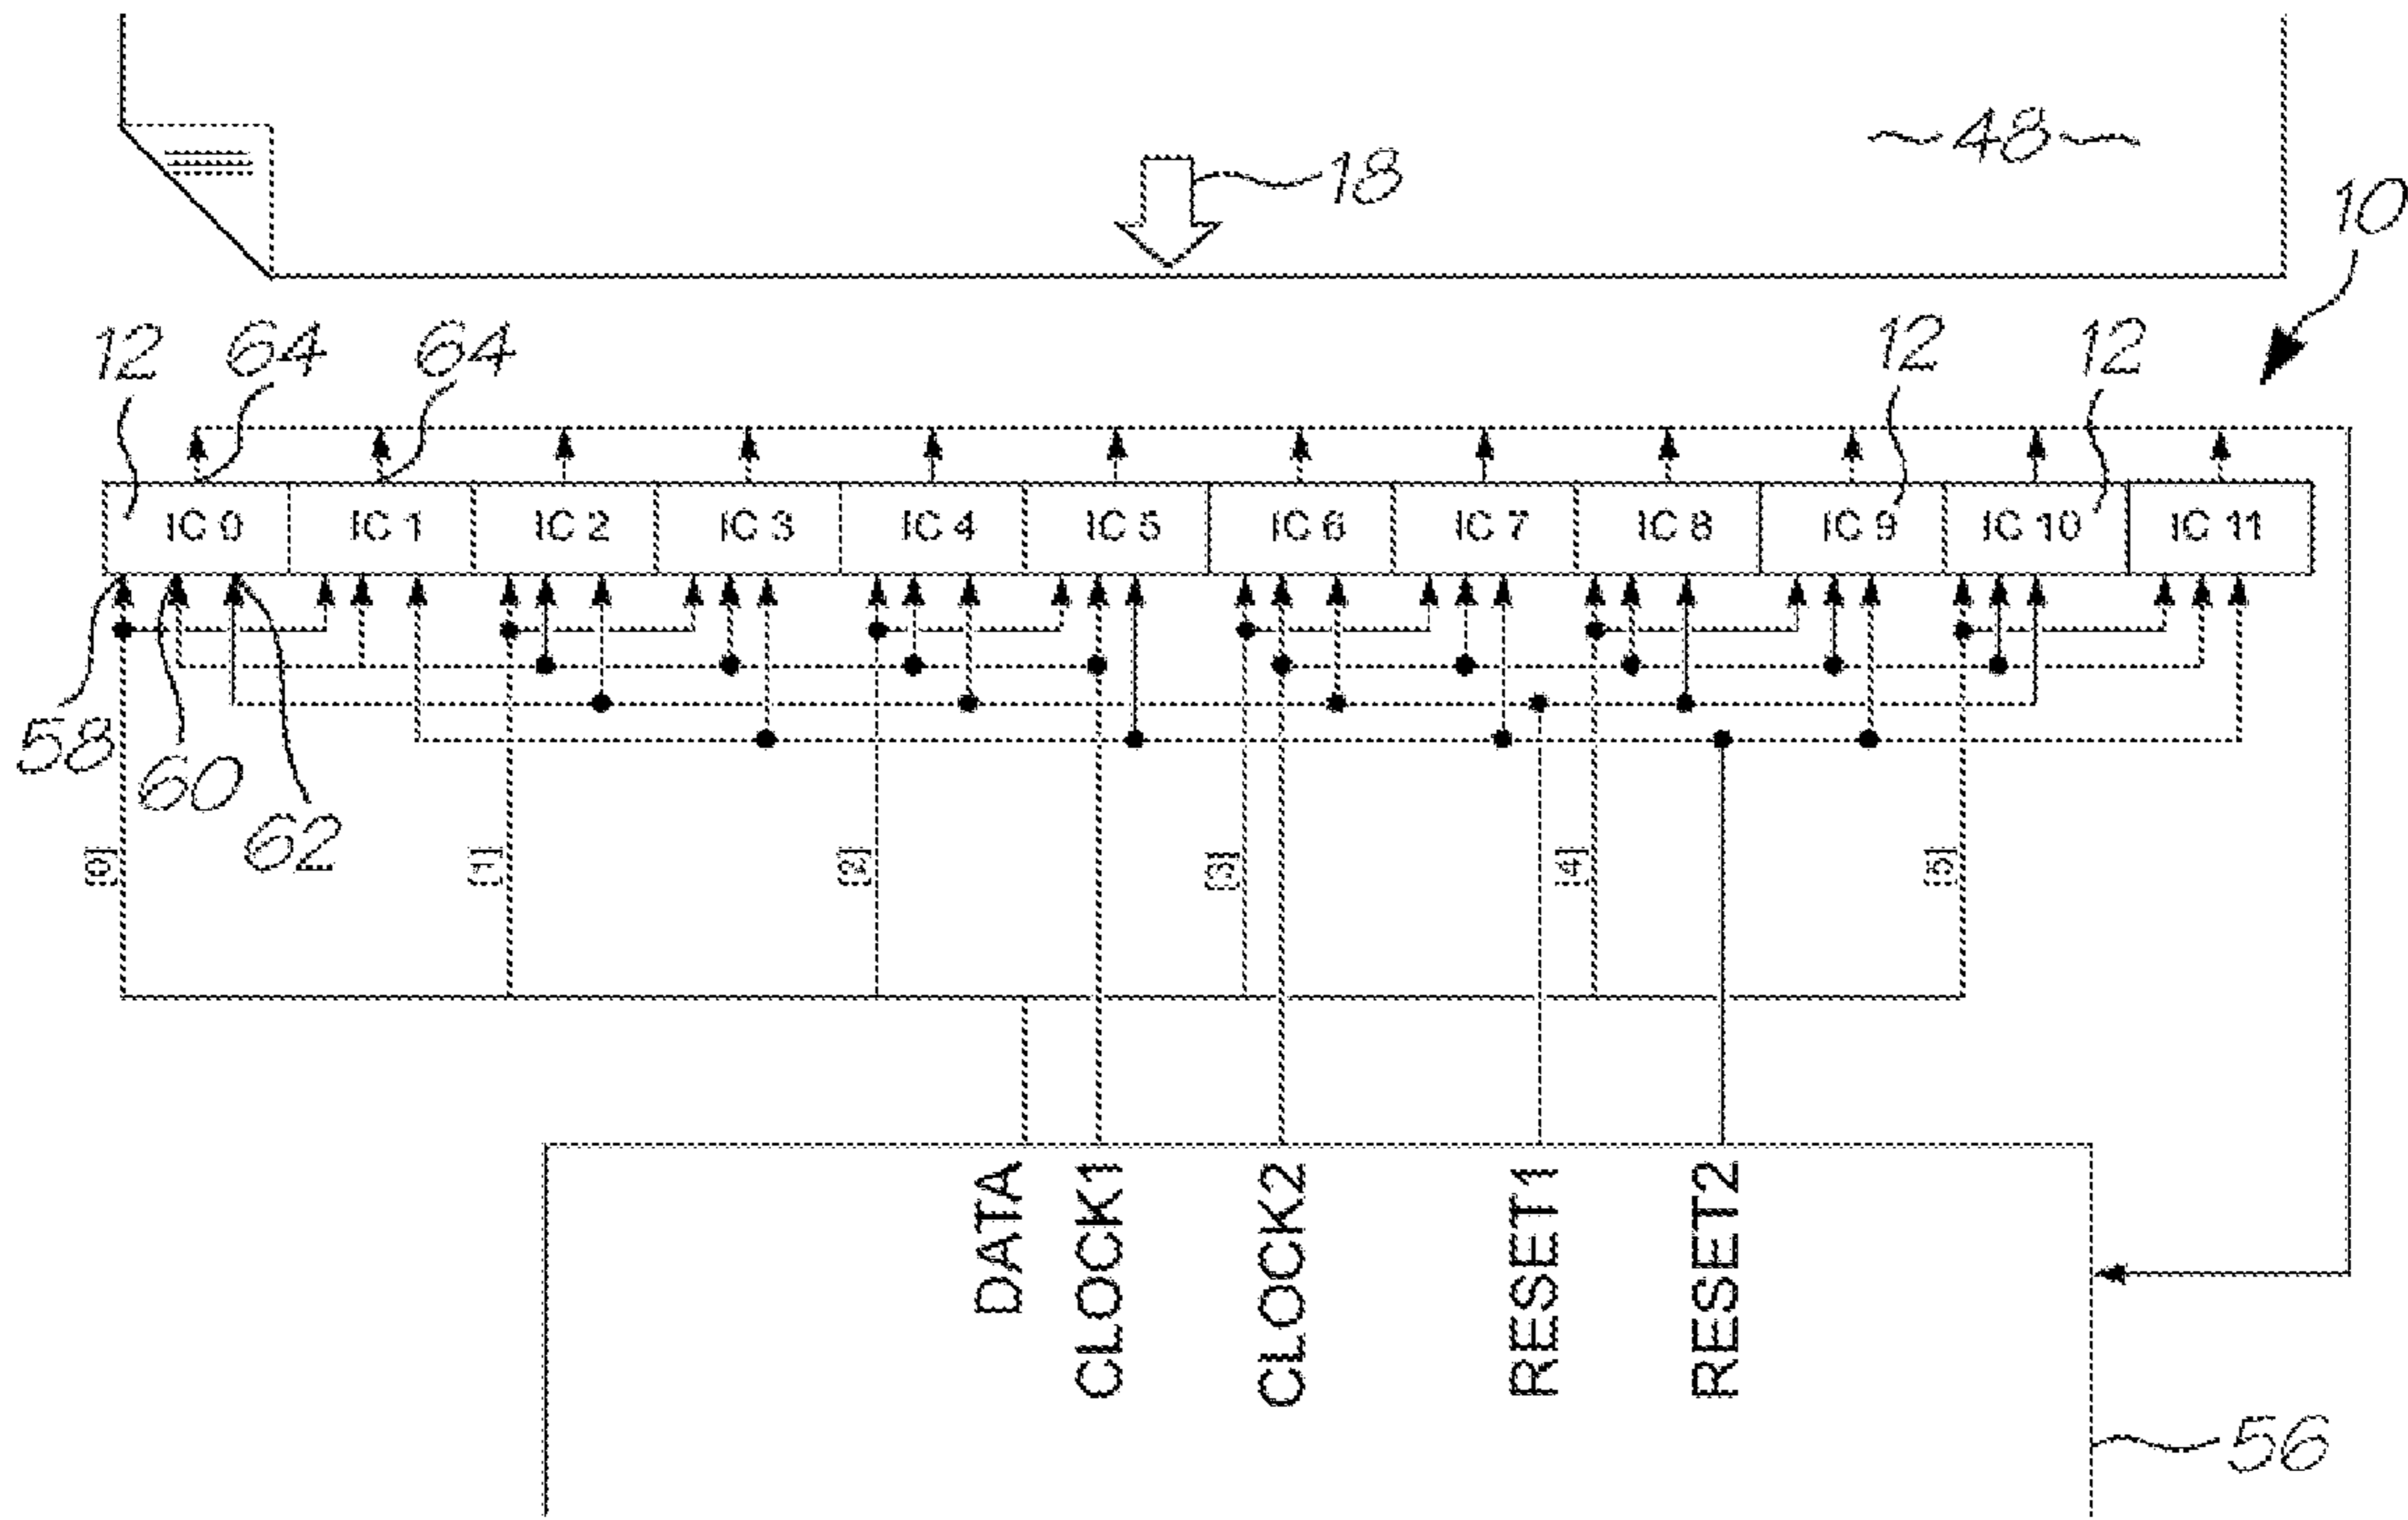 48
18
10
12
64
64
12
12
IC 0
IC 1
IC 2
IC 3
IC 4
IC 5
IC 6
IC 7
IC 8
IC 9
IC 10
IC 11
58
60
62
[0]
[1]
[2]
[3]
[4]
[5]
DATA
CLOCK1
CLOCK2
RESET1
RESET2
56